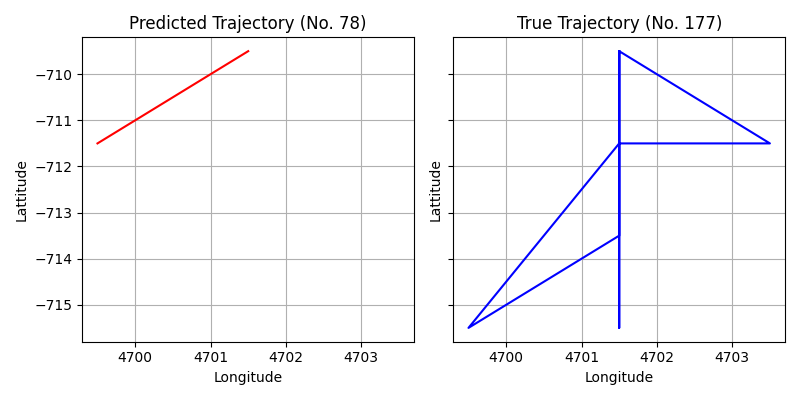 Predicted Trajectory (No. 78)
True Trajectory (No. 177)
−710
−711
−712
−713
−714
−715
Lattitude
Lattitude
4700 4701 4702 4703
4700 4701 4702 4703
Longitude
Longitude